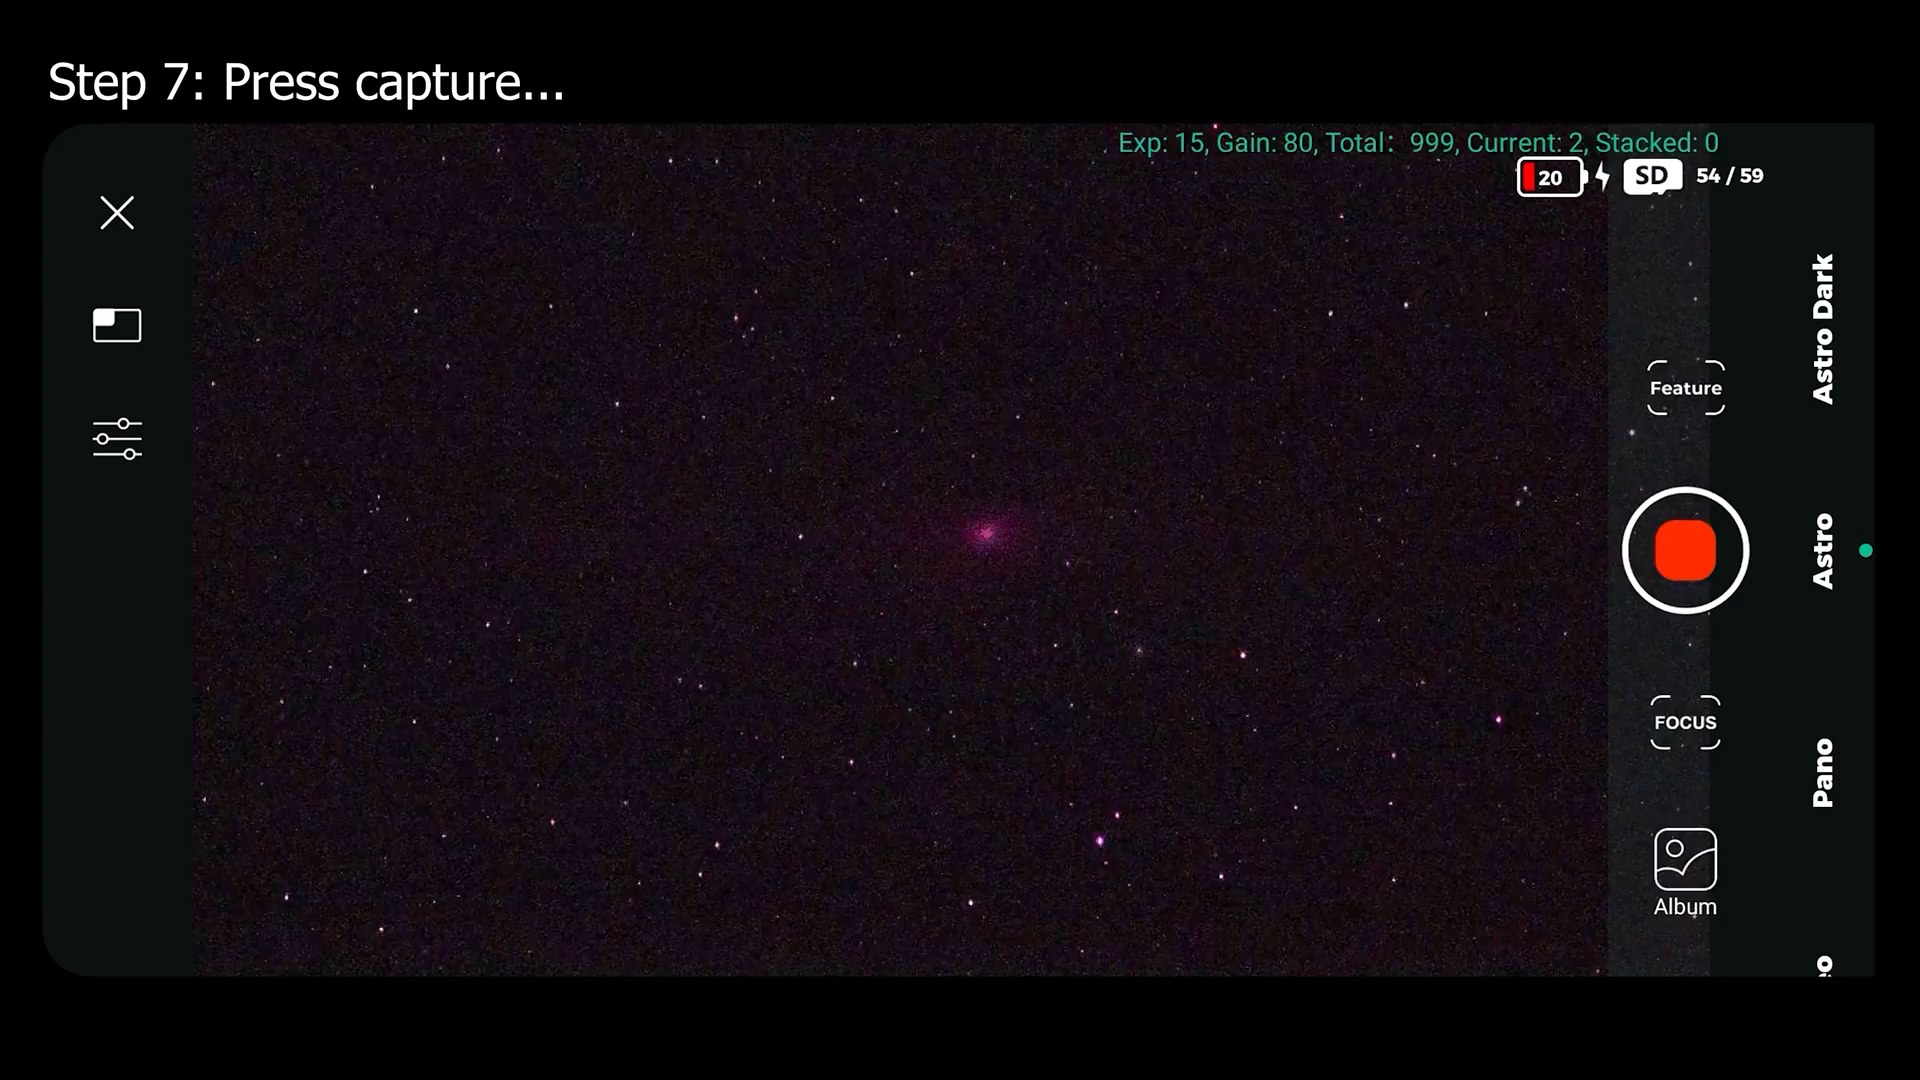 Step 7: Press capture...
Exp: 15, Gain: 80, Total: 999, Current: 2, Stacked: 0
20
SD
54 / 59
Astro Dark
Feature
Astro
FOCUS
Pano
Album